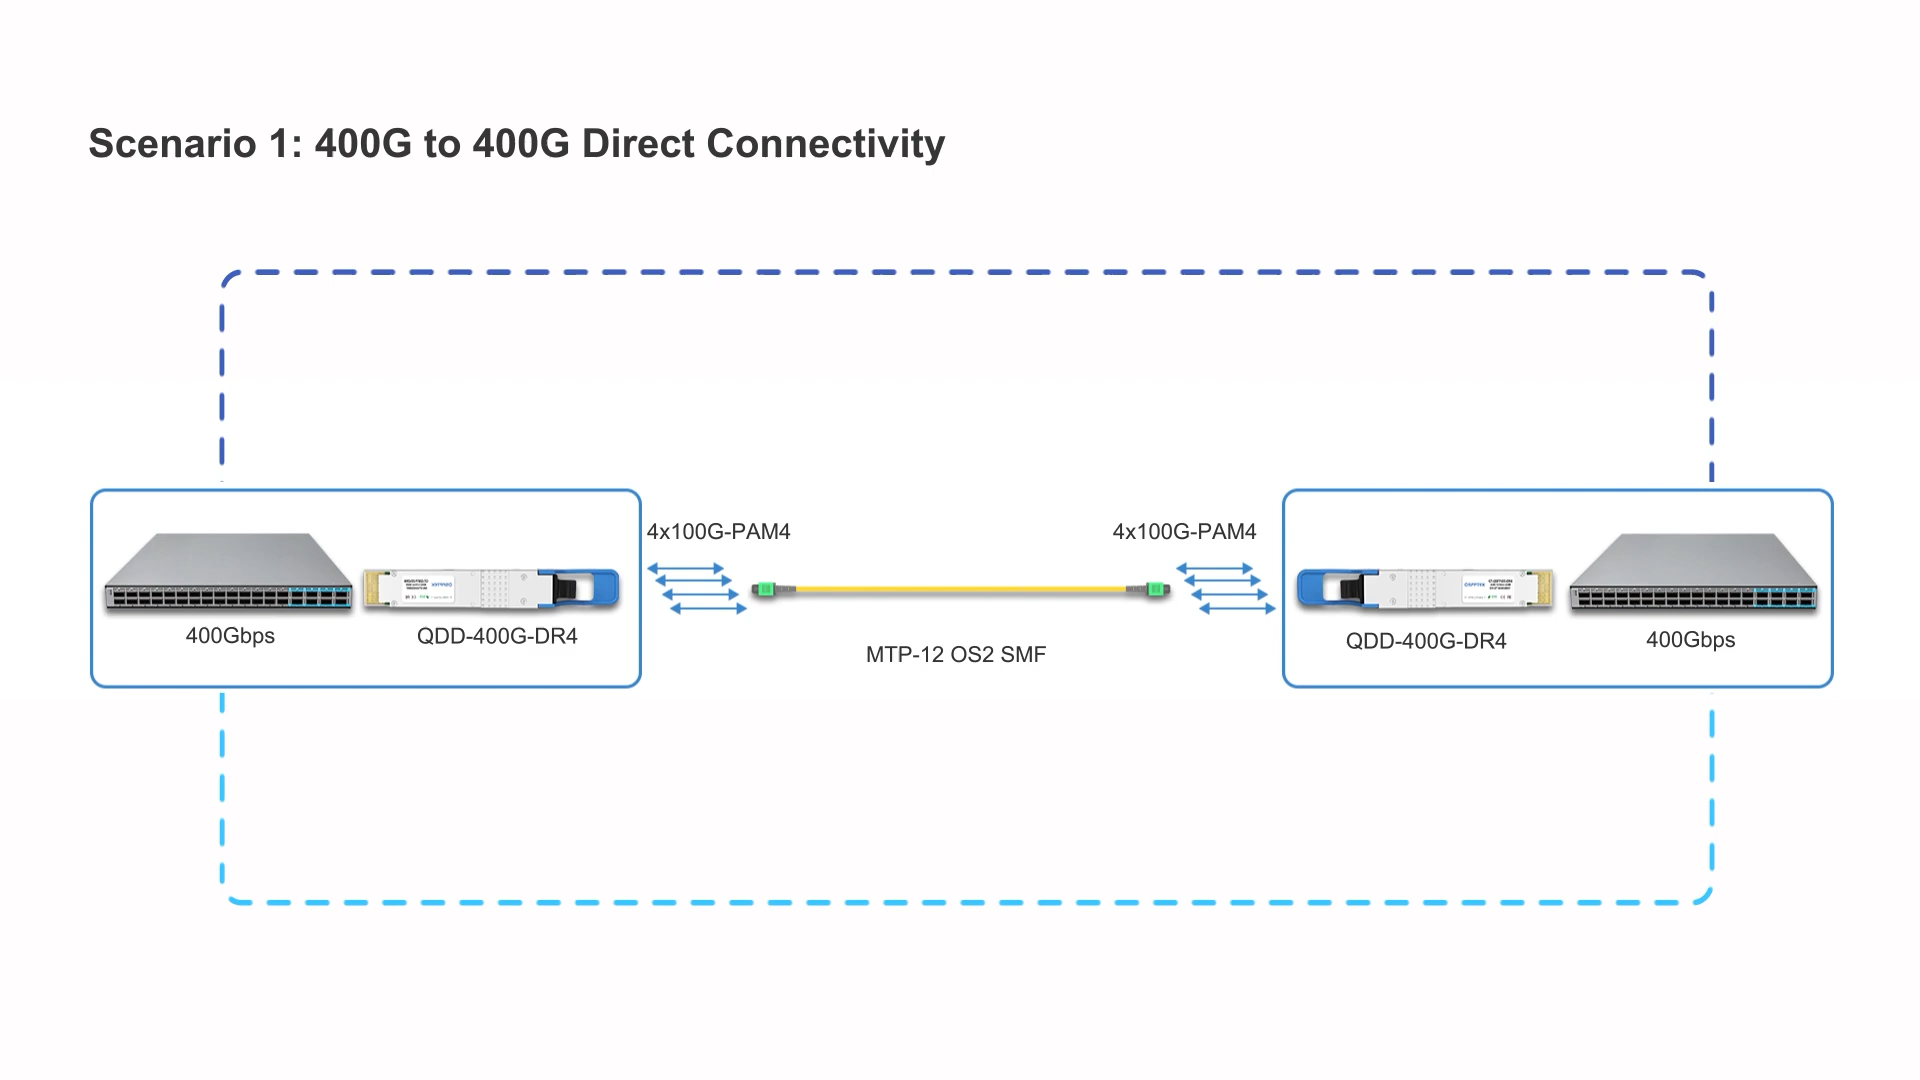 Scenario 1: 400G to 400G Direct Connectivity
4x100G-PAM4
4x100G-PAM4
400Gbps
QDD-400G-DR4
MTP-12 OS2 SMF
QDD-400G-DR4
400Gbps